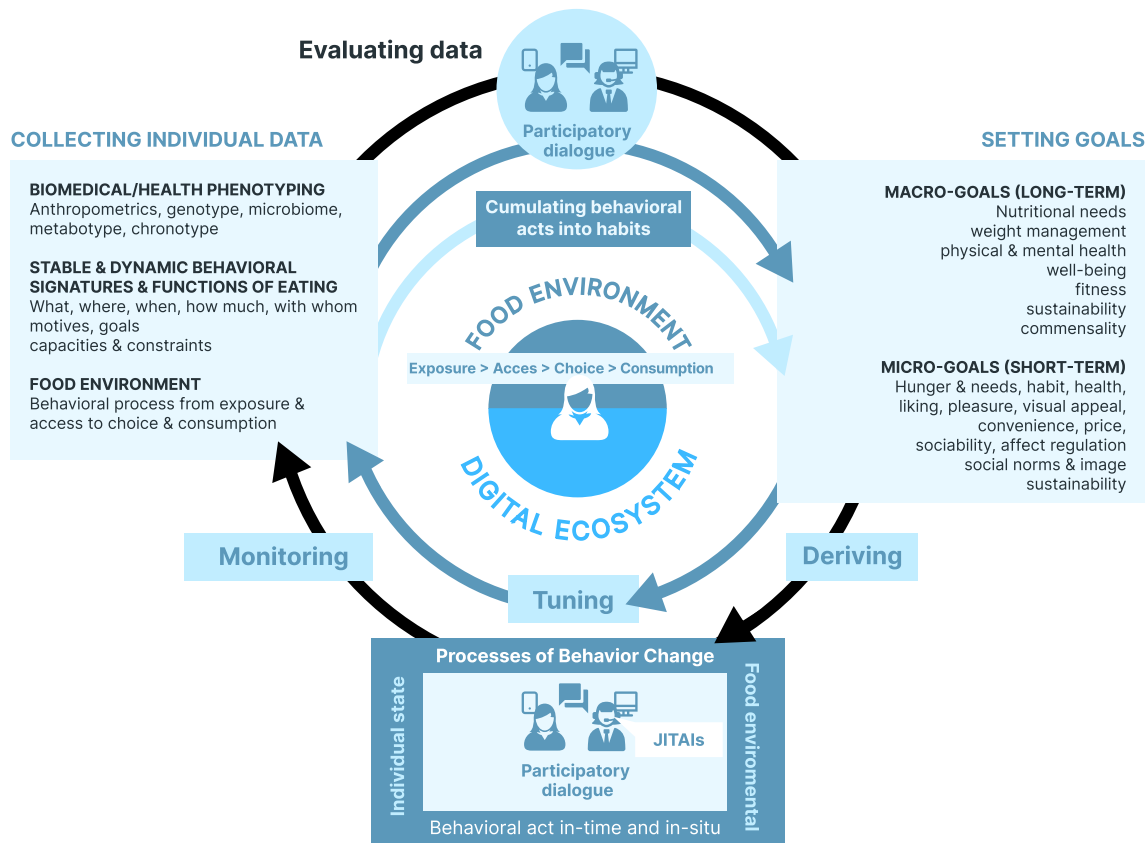 Evaluating data
Participatory
dialogue
COLLECTING INDIVIDUAL DATA
BIOMEDICAL/HEALTH PHENOTYPING
Anthropometrics, genotype, microbiome,
metabotype, chronotype
STABLE & DYNAMIC BEHAVIORAL
SIGNATURES & FUNCTIONS OF EATING
What, where, when, how much, with whom
motives, goals
capacities & constraints
FOOD ENVIRONMENT
Behavioral process from exposure &
access to choice & consumption
Cumulating behavioral
acts into habits
FOOD ENVIRONMENT
Exposure > Acces > Choice > Consumption
DIGITAL ECOSYSTEM
SETTING GOALS
MACRO-GOALS (LONG-TERM)
Nutritional needs
weight management
physical & mental health
well-being
fitness
sustainability
commensality
MICRO-GOALS (SHORT-TERM)
Hunger & needs, habit, health,
liking, pleasure, visual appeal,
convenience, price,
sociability, affect regulation
social norms & image
sustainability
Monitoring
Tuning
Deriving
Processes of Behavior Change
Individual state
Participatory
dialogue
JITAIs
Food enviromental
Behavioral act in-time and in-situ